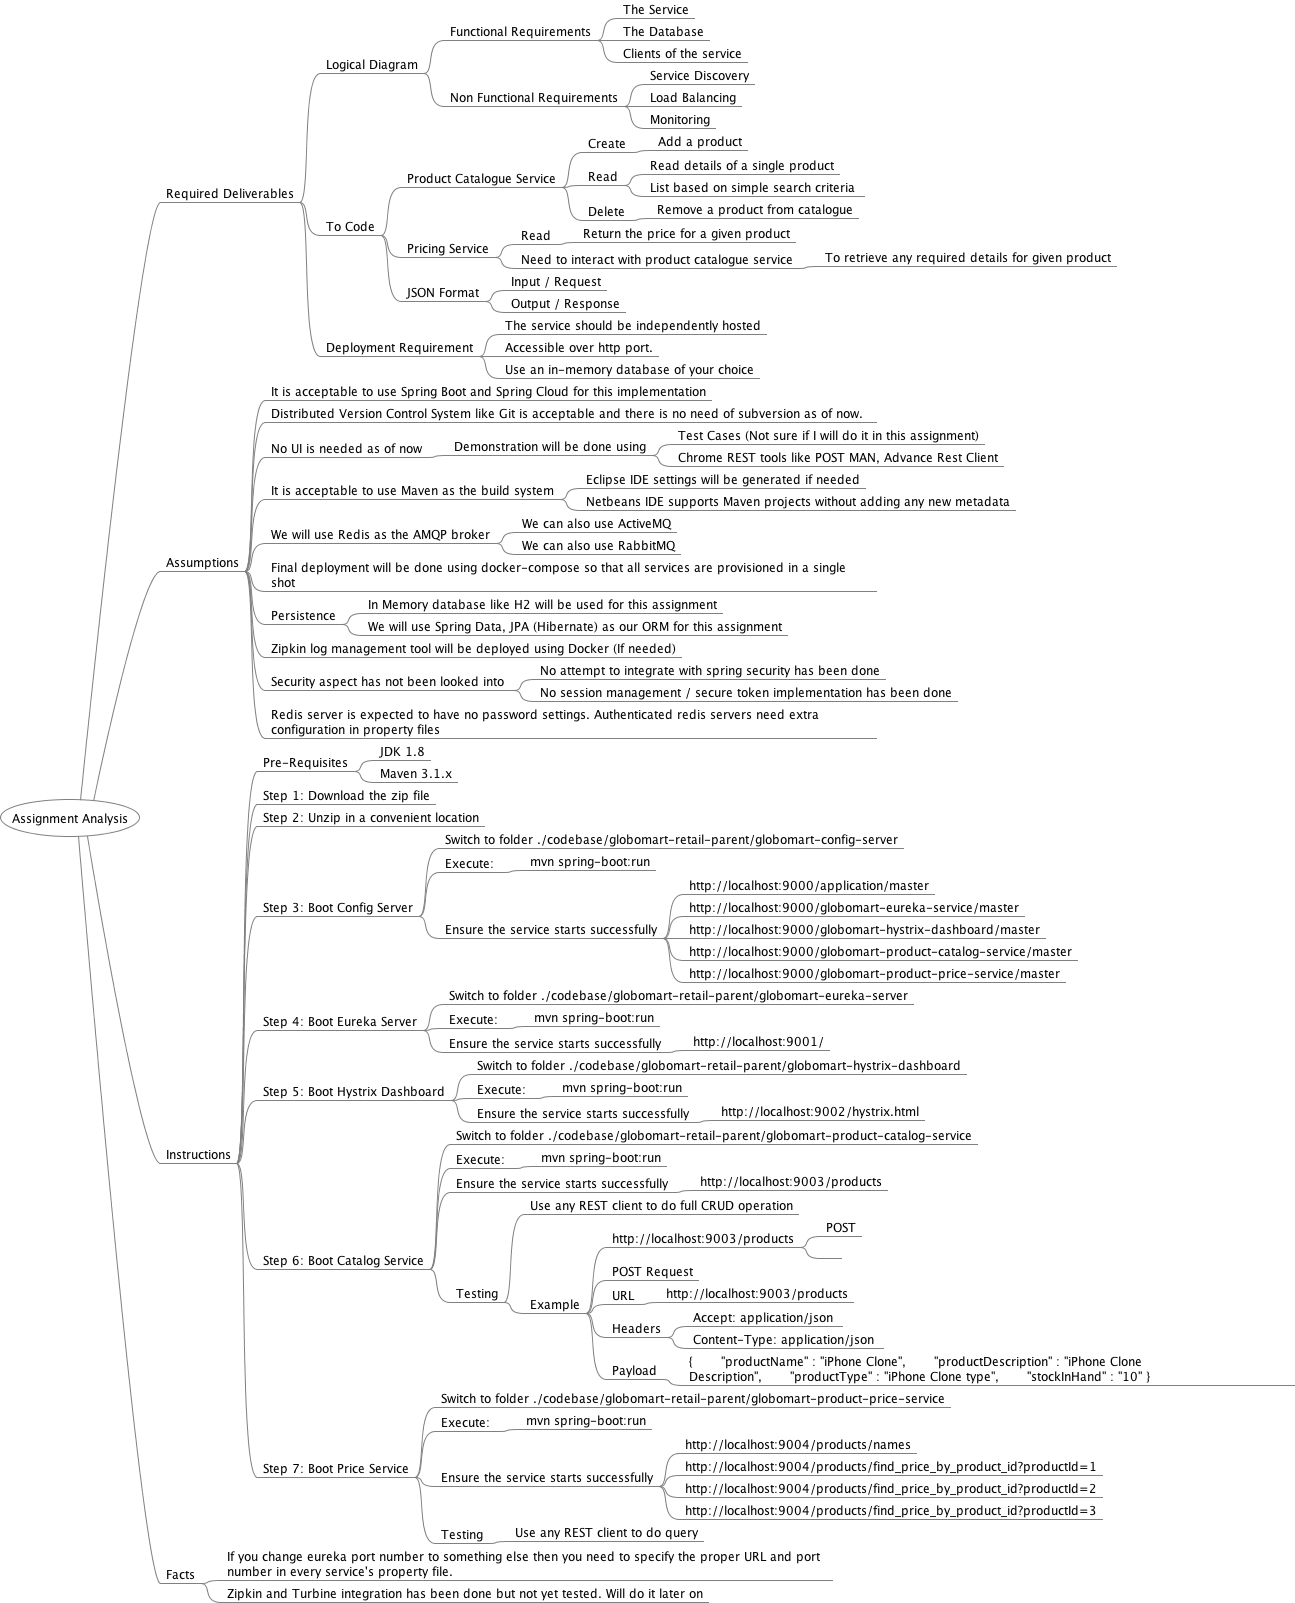 Assignment Analysis
Required Deliverables
Logical Diagram
Functional Requirements
The Service
The Database
Clients of the service
Non Functional Requirements
Service Discovery
Load Balancing
Monitoring
To Code
Product Catalogue Service
Create
Add a product
Read
Read details of a single product
List based on simple search criteria
Delete
Remove a product from catalogue
Pricing Service
Read
Return the price for a given product
Need to interact with product catalogue service
To retrieve any required details for given product
JSON Format
Input / Request
Output / Response
Deployment Requirement
The service should be independently hosted
Accessible over http port.
Use an in-memory database of your choice
Assumptions
It is acceptable to use Spring Boot and Spring Cloud for this implementation
Distributed Version Control System like Git is acceptable and there is no need of subversion as of now.
No UI is needed as of now
Demonstration will be done using
Test Cases (Not sure if I will do it in this assignment)
Chrome REST tools like POST MAN, Advance Rest Client
It is acceptable to use Maven as the build system
Eclipse IDE settings will be generated if needed
Netbeans IDE supports Maven projects without adding any new metadata
We will use Redis as the AMQP broker
We can also use ActiveMQ
We can also use RabbitMQ
Final deployment will be done using docker-compose so that all services are provisioned in a single
shot
Persistence
In Memory database like H2 will be used for this assignment
We will use Spring Data, JPA (Hibernate) as our ORM for this assignment
Zipkin log management tool will be deployed using Docker (If needed)
Security aspect has not been looked into
No attempt to integrate with spring security has been done
No session management / secure token implementation has been done
Redis server is expected to have no password settings. Authenticated redis servers need extra
configuration in property files
Instructions
Pre-Requisites
JDK 1.8
Maven 3.1.x
Step 1: Download the zip file
Step 2: Unzip in a convenient location
Step 3: Boot Config Server
Switch to folder ./codebase/globomart-retail-parent/globomart-config-server
Execute:
mvn spring-boot:run
Ensure the service starts successfully
http://localhost:9000/application/master
http://localhost:9000/globomart-eureka-service/master
http://localhost:9000/globomart-hystrix-dashboard/master
http://localhost:9000/globomart-product-catalog-service/master
http://localhost:9000/globomart-product-price-service/master
Step 4: Boot Eureka Server
Switch to folder ./codebase/globomart-retail-parent/globomart-eureka-server
Execute:
mvn spring-boot:run
Ensure the service starts successfully
http://localhost:9001/
Step 5: Boot Hystrix Dashboard
Switch to folder ./codebase/globomart-retail-parent/globomart-hystrix-dashboard
Execute:
mvn spring-boot:run
Ensure the service starts successfully
http://localhost:9002/hystrix.html
Step 6: Boot Catalog Service
Switch to folder ./codebase/globomart-retail-parent/globomart-product-catalog-service
Execute:
mvn spring-boot:run
Ensure the service starts successfully
http://localhost:9003/products
Testing
Use any REST client to do full CRUD operation
Example
http://localhost:9003/products
POST
POST Request
URL
http://localhost:9003/products
Headers
Accept: application/json
Content-Type: application/json
Payload
{ "productName" : "iPhone Clone", "productDescription" : "iPhone Clone
Description", "productType" : "iPhone Clone type", "stockInHand" : "10" }
Step 7: Boot Price Service
Switch to folder ./codebase/globomart-retail-parent/globomart-product-price-service
Execute:
mvn spring-boot:run
Ensure the service starts successfully
http://localhost:9004/products/names
http://localhost:9004/products/find_price_by_product_id?productId=1
http://localhost:9004/products/find_price_by_product_id?productId=2
http://localhost:9004/products/find_price_by_product_id?productId=3
Testing
Use any REST client to do query
Facts
If you change eureka port number to something else then you need to specify the proper URL and port
number in every service's property file.
Zipkin and Turbine integration has been done but not yet tested. Will do it later on